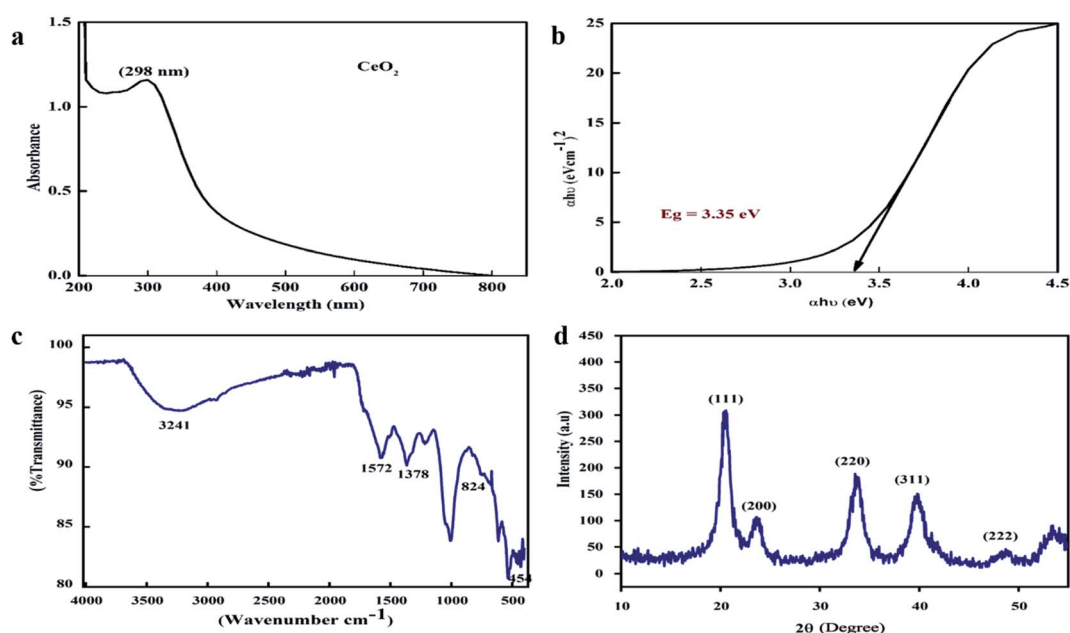 a
1.5
1.0
0.5
0.0
Absorbance
(298 nm)
CeO2
200 300 400 500 600 700 800
Wavelength (nm)
b
25
20
15
10
5
0
αhυ (eVcm⁻¹)²
Eg = 3.35 eV
2.0 2.5 3.0 3.5 4.0 4.5
αhυ (eV)
c
100
95
90
85
80
(%Transmittance)
3241
1572
1378
824
454
4000 3500 3000 2000 1500 1000 500
(Wavenumber cm⁻¹)
d
450
400
350
300
250
200
150
100
50
0
Intensity (a.u)
(111)
(200)
(220)
(311)
(222)
10 20 30 40 50
2θ (Degree)